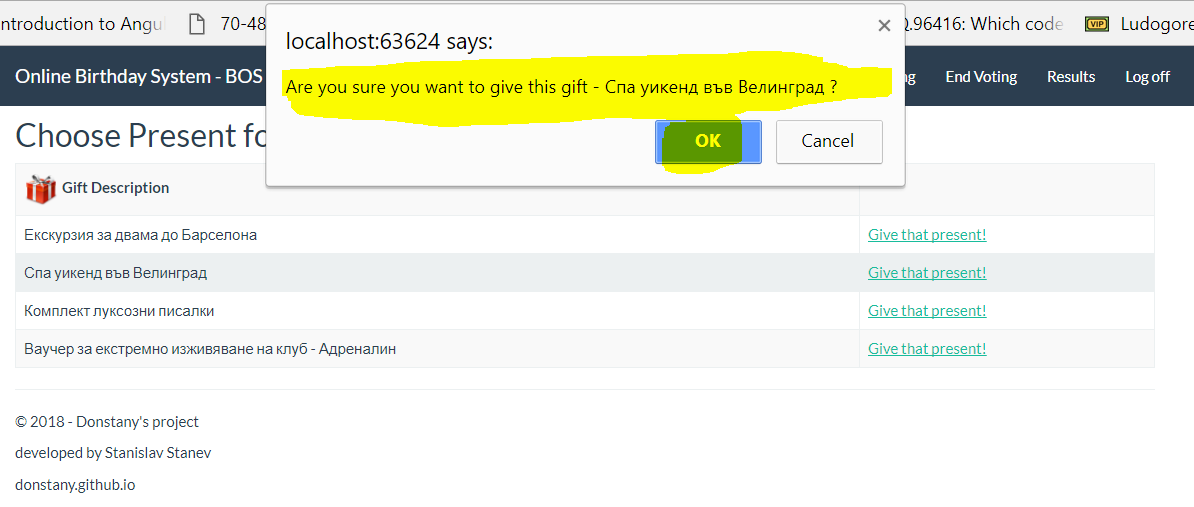 ntroduction to Angu
70-48
Q.96416: Which code
VIP
Ludogore
localhost:63624 says:
Are you sure you want to give this gift - Спа уикенд във Велинград ?
OK
Cancel
Online Birthday System - BOS
ng
End Voting
Results
Log off
Choose Present fo
Gift Description
Екскурзия за двама до Барселона
Give that present!
Спа уикенд във Велинград
Give that present!
Комплект луксозни писалки
Give that present!
Ваучер за екстремно изживяване на клуб - Адреналин
Give that present!
© 2018 - Donstany's project
developed by Stanislav Stanev
donstany.github.io